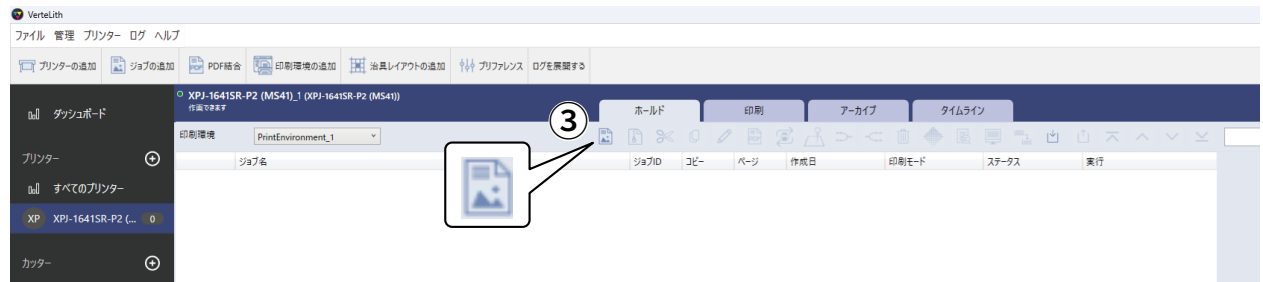 VerteLith
ファイル 管理 プリンター ログ ヘルプ
プリンターの追加 ジョブの追加 PDF結合 印刷環境の追加 治具レイアウトの追加 プリファレンス ログを展開する
XPJ-1641SR-P2 (MS41)_1 (XPJ-1641SR-P2 (MS41))
作画できます
ホールド 印刷 アーカイブ タイムライン
ダッシュボード
3
印刷環境 PrintEnvironment_1
プリンター
ジョブ名 ジョブID コピー ページ 作成日 印刷モード ステータス 実行
すべてのプリンター
XP XPJ-1641SR-P2 (... 0
カッター